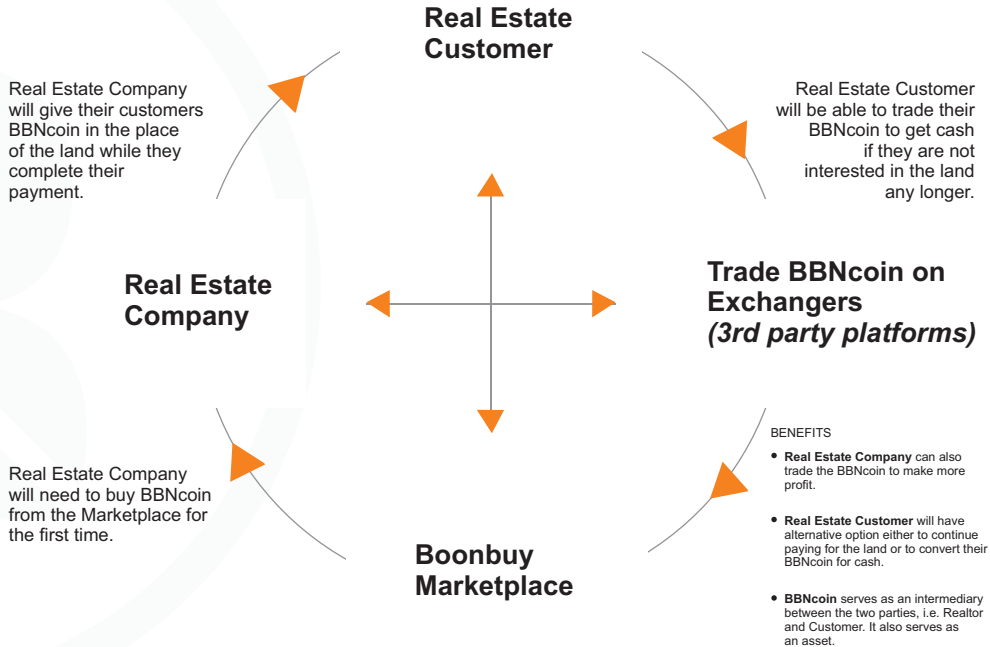 Real Estate
Customer
Real Estate Company
will give their customers
BBNcoin in the place
of the land while they
complete their
payment.
Real Estate Customer
will be able to trade their
BBNcoin to get cash
if they are not
interested in the land
any longer.
Real Estate
Company
Trade BBNcoin on
Exchangers
(3rd party platforms)
Real Estate Company
will need to buy BBNcoin
from the Marketplace for
the first time.
Boonbuy
Marketplace
BENEFITS
• Real Estate Company can also
trade the BBNcoin to make more
profit.
• Real Estate Customer will have
alternative option either to continue
paying for the land or to convert their
BBNcoin for cash.
• BBNcoin serves as an intermediary
between the two parties, i.e. Realtor
and Customer. It also serves as
an asset.